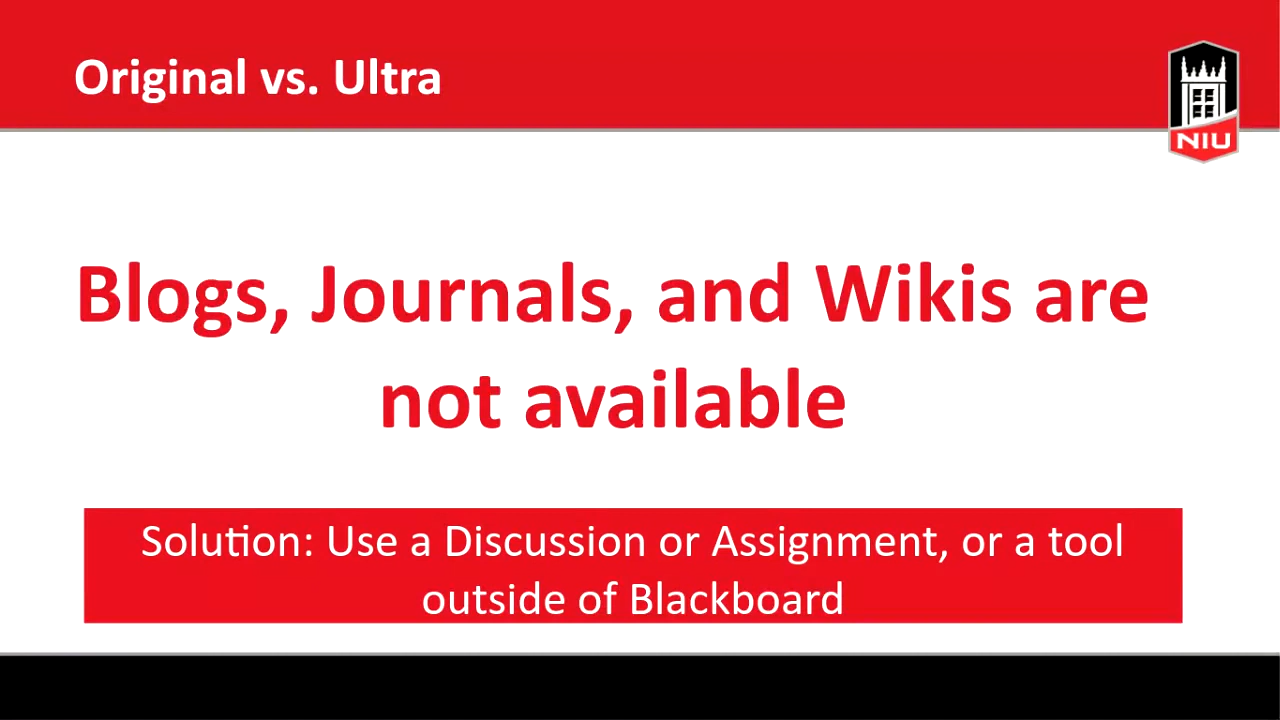 Original vs. Ultra
NIU
Blogs, Journals, and Wikis are
not available
Solution: Use a Discussion or Assignment, or a tool
outside of Blackboard